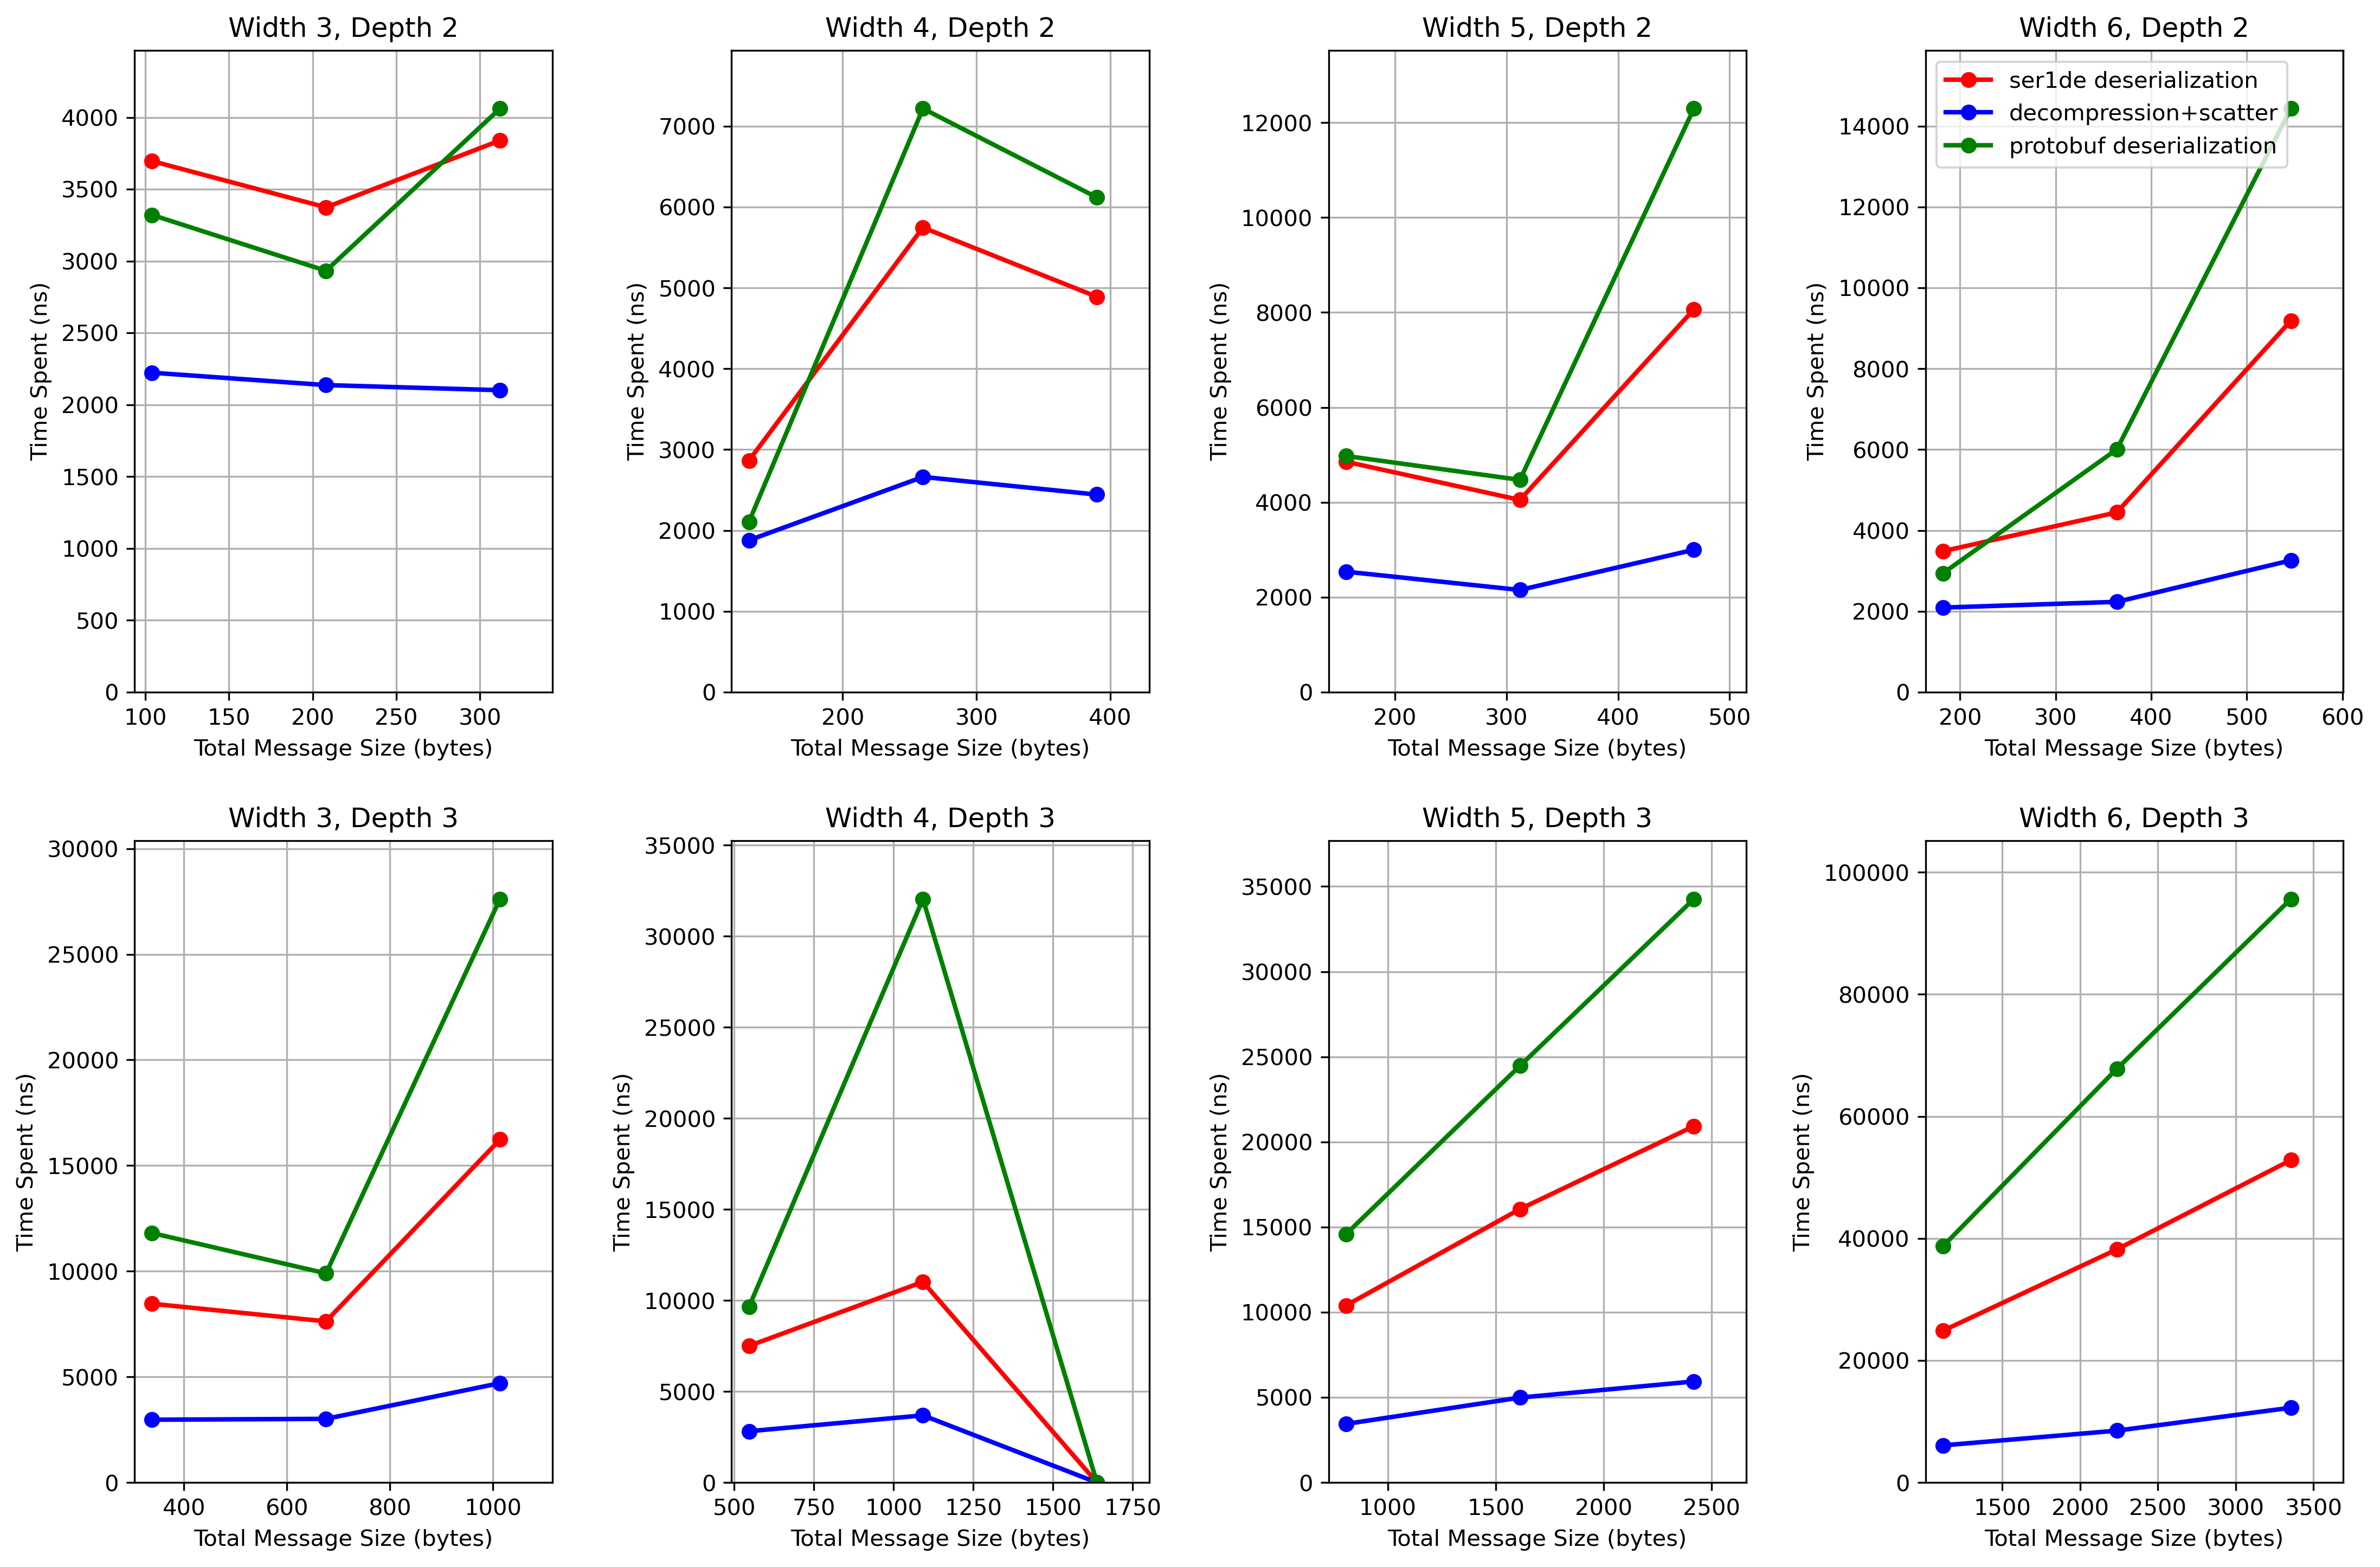 Width 3, Depth 2
Time Spent (ns)
4000
3500
3000
2500
2000
1500
1000
500
0
100 150 200 250 300
Total Message Size (bytes)
Width 4, Depth 2
Time Spent (ns)
7000
6000
5000
4000
3000
2000
1000
0
200 300 400
Total Message Size (bytes)
Width 5, Depth 2
Time Spent (ns)
12000
10000
8000
6000
4000
2000
0
200 300 400 500
Total Message Size (bytes)
Width 6, Depth 2
ser1de deserialization
decompression+scatter
protobuf deserialization
Time Spent (ns)
14000
12000
10000
8000
6000
4000
2000
0
200 300 400 500 600
Total Message Size (bytes)
Width 3, Depth 3
Time Spent (ns)
30000
25000
20000
15000
10000
5000
0
400 600 800 1000
Total Message Size (bytes)
Width 4, Depth 3
Time Spent (ns)
35000
30000
25000
20000
15000
10000
5000
0
500 750 1000 1250 1500 1750
Total Message Size (bytes)
Width 5, Depth 3
Time Spent (ns)
35000
30000
25000
20000
15000
10000
5000
0
1000 1500 2000 2500
Total Message Size (bytes)
Width 6, Depth 3
Time Spent (ns)
100000
80000
60000
40000
20000
0
1500 2000 2500 3000 3500
Total Message Size (bytes)